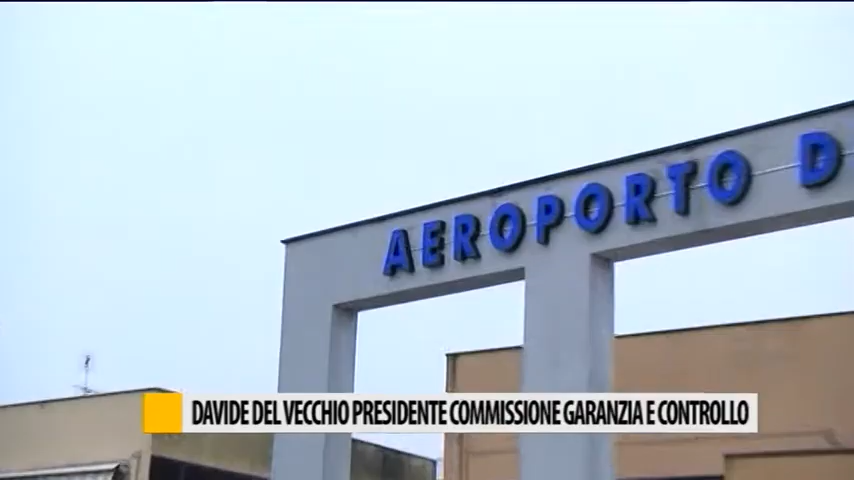 AEROPORTO D
DAVIDE DEL VECCHIO PRESIDENTE COMMISSIONE GARANZIA E CONTROLLO